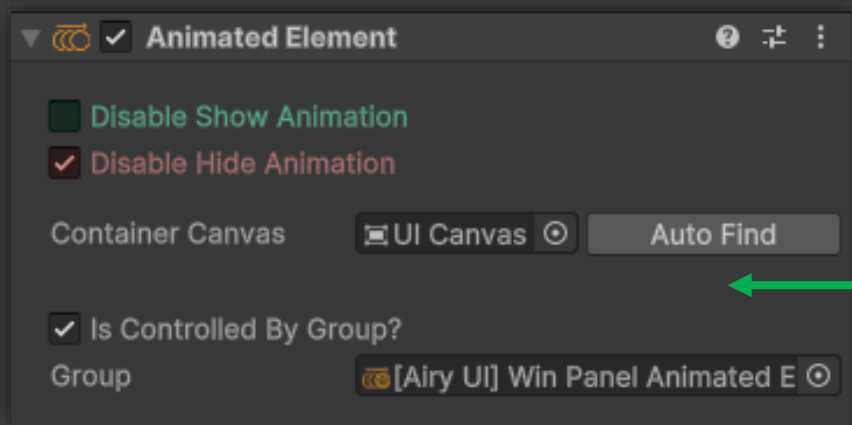 Animated Element
Disable Show Animation
Disable Hide Animation
Container Canvas UI Canvas Auto Find
Is Controlled By Group?
Group [Airy UI] Win Panel Animated E